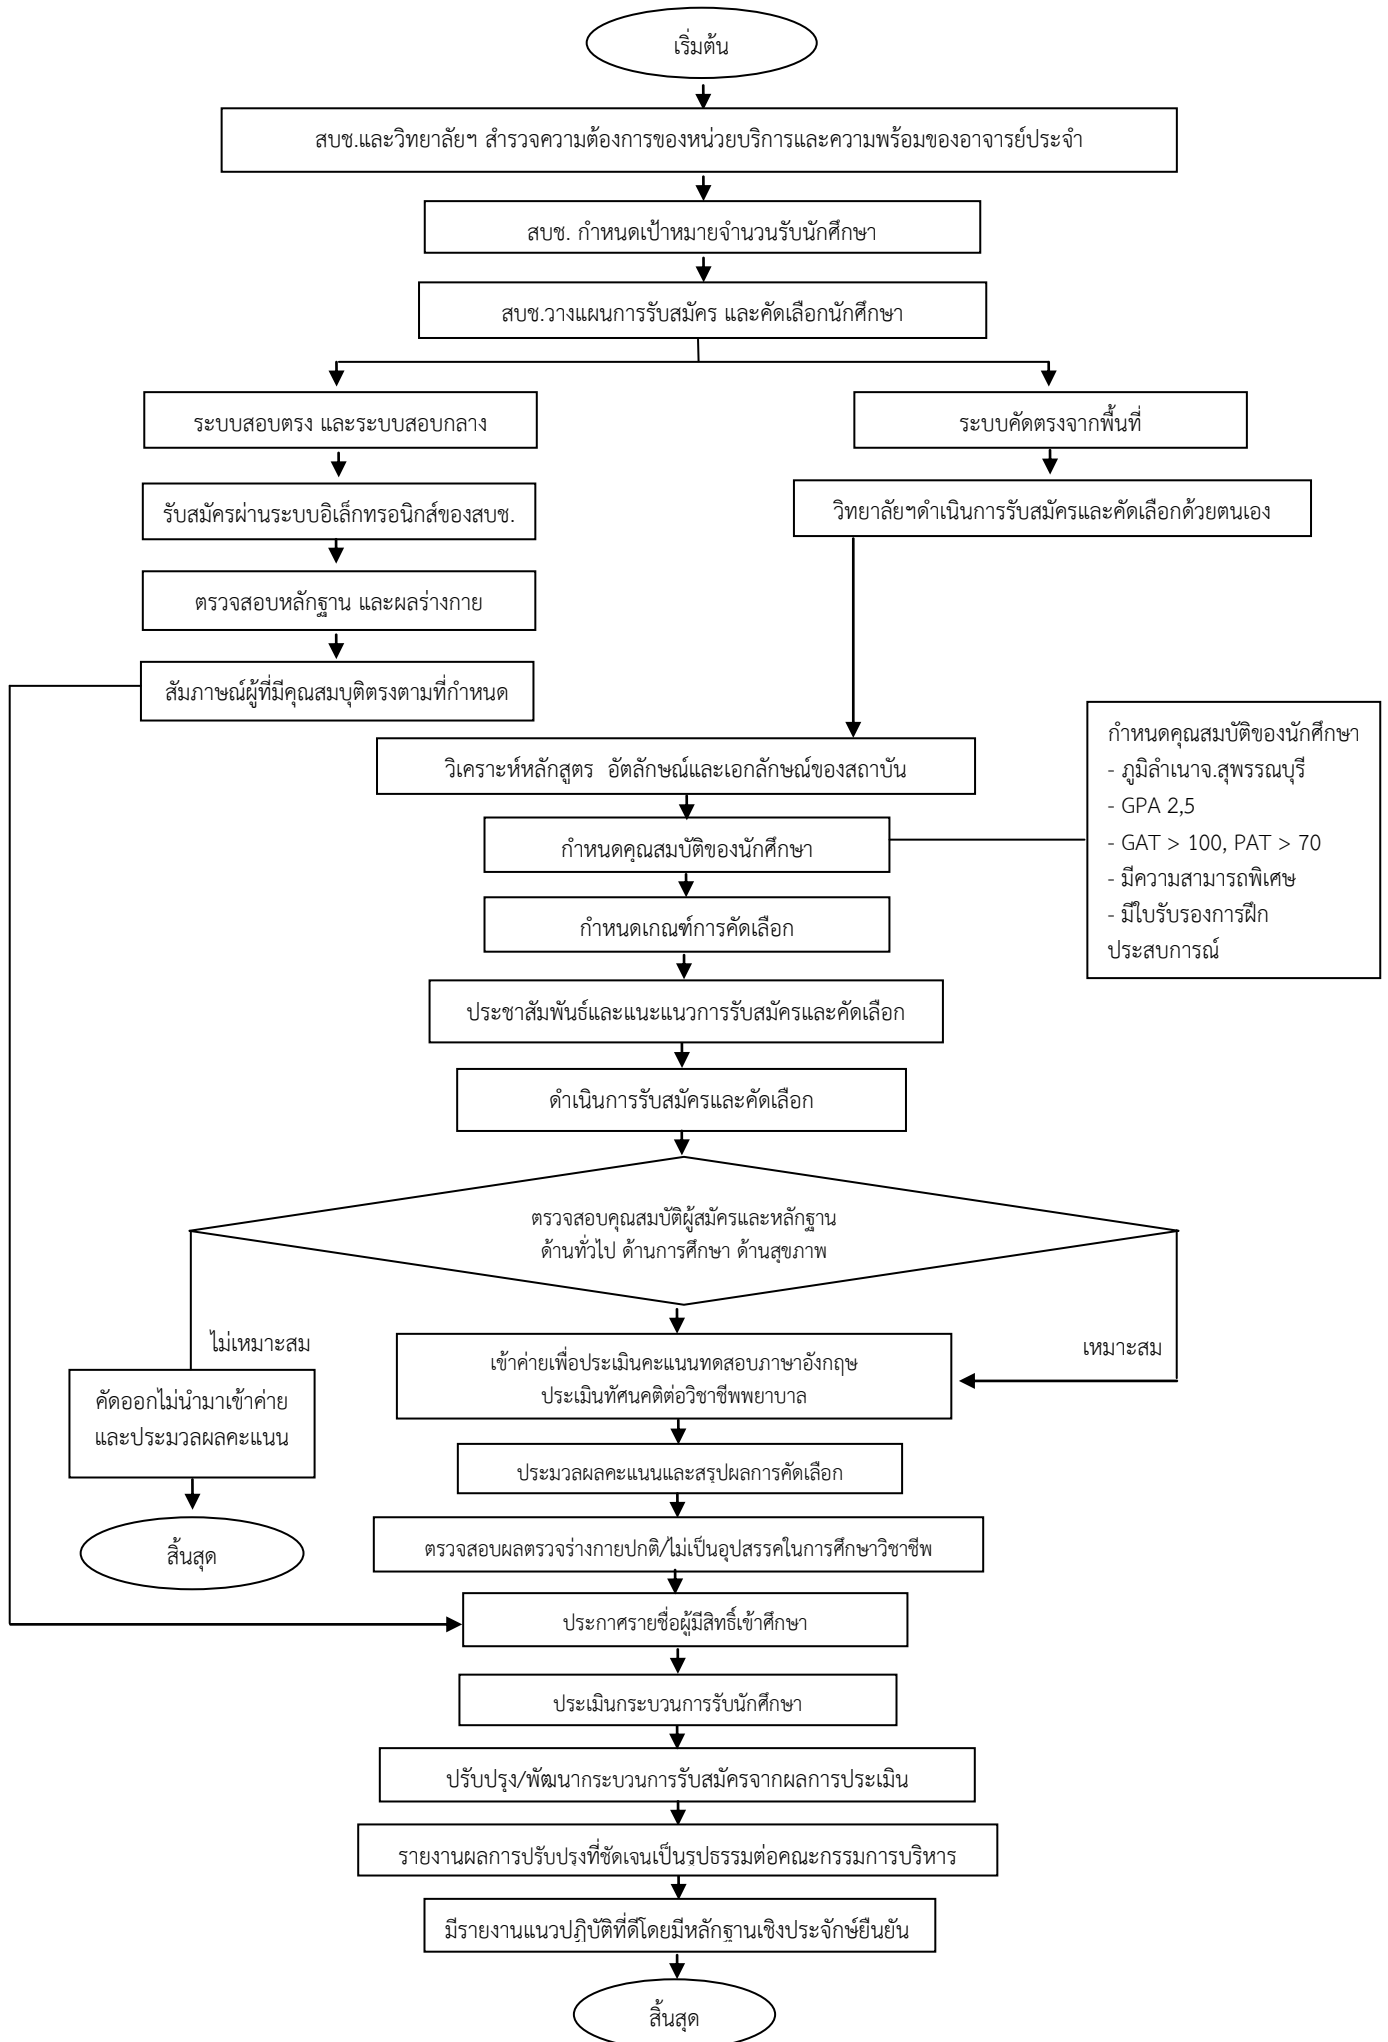 เริ่มต้น
สบช.และวิทยาลัยฯ สำรวจความต้องการของหน่วยบริการและความพร้อมของอาจารย์ประจำ
สบช. กำหนดเป้าหมายจำนวนรับนักศึกษา
สบช.วางแผนการรับสมัคร และคัดเลือกนักศึกษา
ระบบสอบตรง และระบบสอบกลาง
ระบบคัดตรงจากพื้นที่
รับสมัครผ่านระบบอิเล็กทรอนิกส์ของสบช.
วิทยาลัยฯดำเนินการรับสมัครและคัดเลือกด้วยตนเอง
ตรวจสอบหลักฐาน และผลร่างกาย
สัมภาษณ์ผู้ที่มีคุณสมบุติตรงตามที่กำหนด
กำหนดคุณสมบัติของนักศึกษา
- ภูมิลำเนาจ.สุพรรณบุรี
- GPA 2,5
- GAT > 100, PAT > 70
- มีความสามารถพิเศษ
- มีใบรับรองการฝึก
ประสบการณ์
วิเคราะห์หลักสูตร  อัตลักษณ์และเอกลักษณ์ของสถาบัน
กำหนดคุณสมบัติของนักศึกษา
กำหนดเกณฑ์การคัดเลือก
ประชาสัมพันธ์และแนะแนวการรับสมัครและคัดเลือก
ดำเนินการรับสมัครและคัดเลือก
ตรวจสอบคุณสมบัติผู้สมัครและหลักฐาน
ด้านทั่วไป ด้านการศึกษา ด้านสุขภาพ
ไม่เหมาะสม
เหมาะสม
คัดออกไม่นำมาเข้าค่าย
และประมวลผลคะแนน
สิ้นสุด
เข้าค่ายเพื่อประเมินคะแนนทดสอบภาษาอังกฤษ
ประเมินทัศนคติต่อวิชาชีพพยาบาล
ประมวลผลคะแนนและสรุปผลการคัดเลือก
ตรวจสอบผลตรวจร่างกายปกติ/ไม่เป็นอุปสรรคในการศึกษาวิชาชีพ
ประกาศรายชื่อผู้มีสิทธิ์เข้าศึกษา
ประเมินกระบวนการรับนักศึกษา
ปรับปรุง/พัฒนากระบวนการรับสมัครจากผลการประเมิน
รายงานผลการปรับปรุงที่ชัดเจนเป็นรูปธรรมต่อคณะกรรมการบริหาร
มีรายงานแนวปฏิบัติที่ดีโดยมีหลักฐานเชิงประจักษ์ยืนยัน
สิ้นสุด